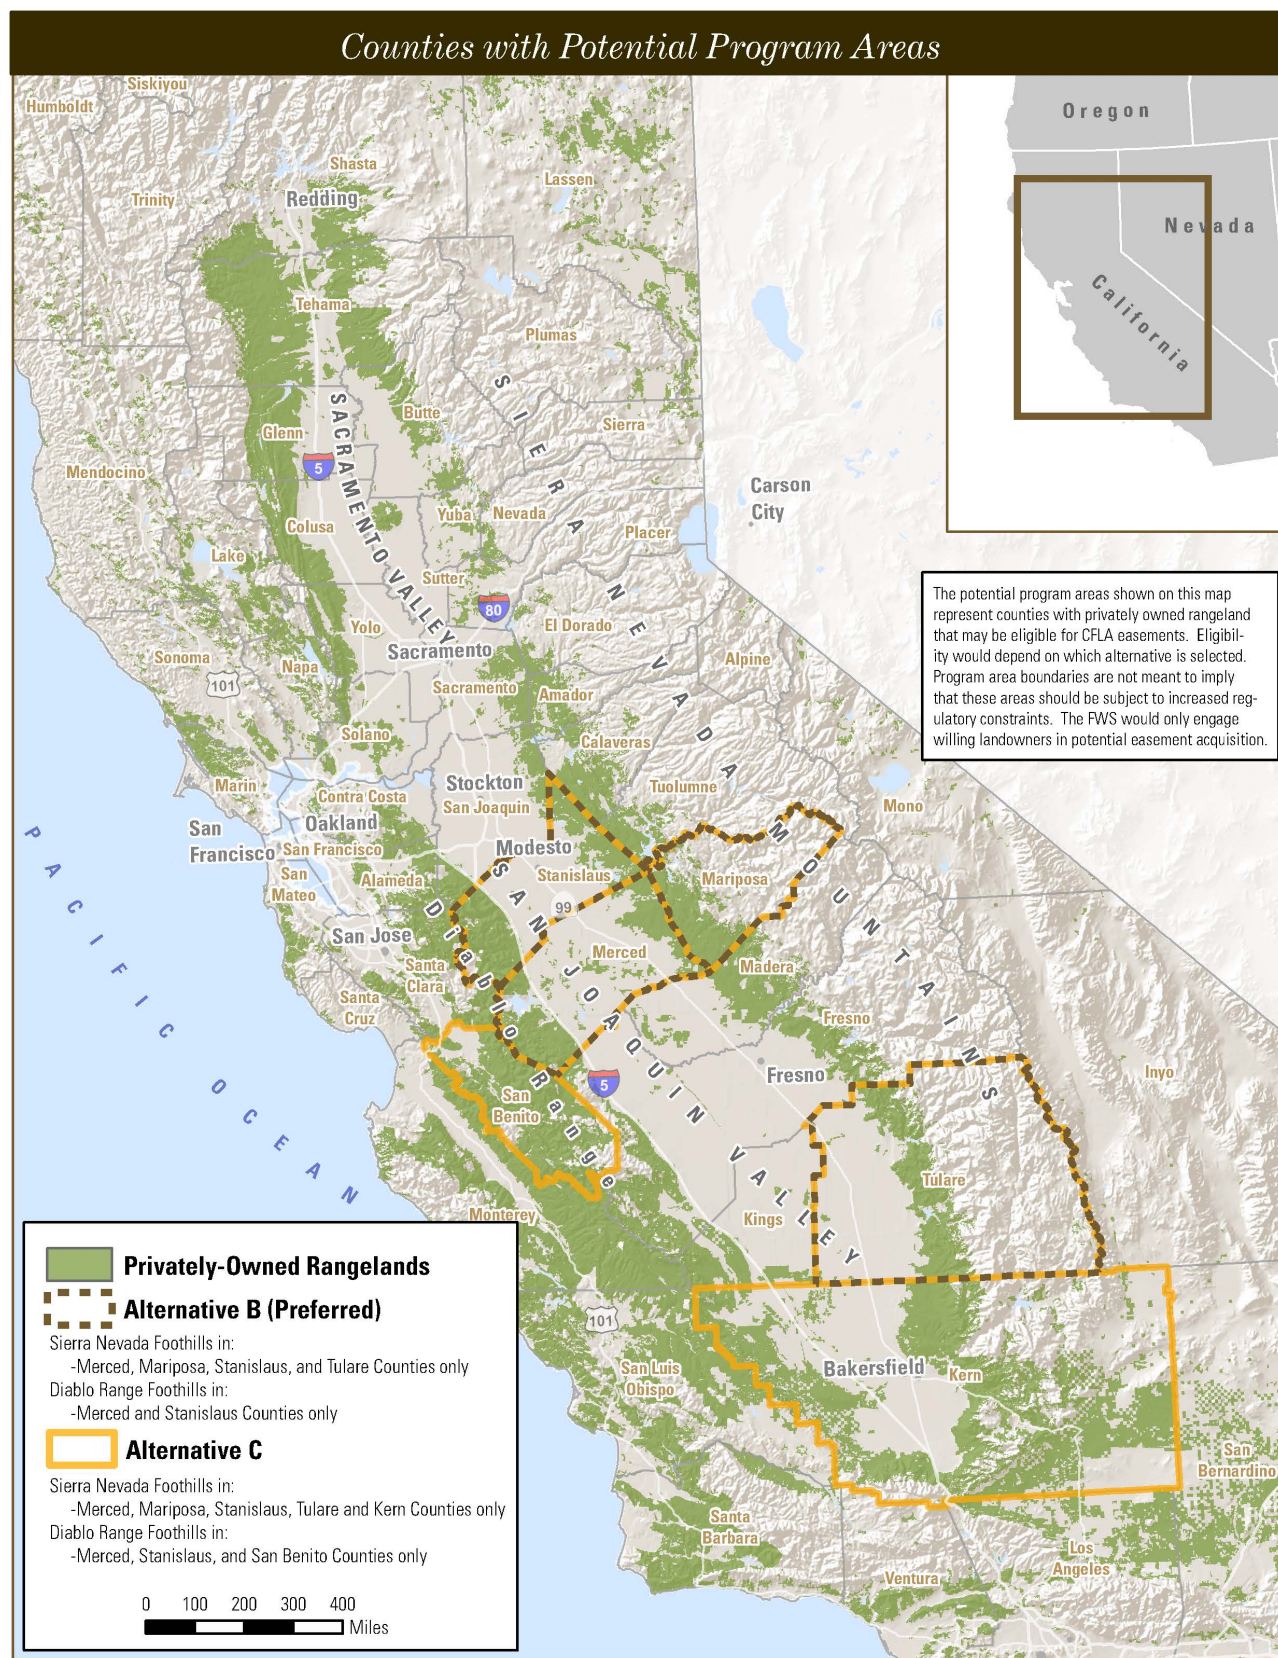 Counties with Potential Program Areas
Siskiyou
Humboldt
Shasta
Lassen
Trinity
Redding
Tehama
Plumas
SIERRA NEVADA MOUNTAINS
SACRAMENTO VALLEY
Butte
Sierra
Glenn
5
Mendocino
Colusa
Yuba
Nevada
Carson
City
Placer
Lake
Sutter
80
Yolo
El Dorado
Sacramento
Sonoma
Napa
101
Alpine
Sacramento
Amador
Solano
Calaveras
Marin
Stockton
Tuolumne
Contra Costa
San Joaquin
Mono
San
Francisco
Oakland
San Francisco
Modesto
Stanislaus
Mariposa
San
Mateo
Alameda
99
Diablo Range
SAN JOAQUIN VALLEY
San Jose
Merced
Santa
Clara
Madera
Santa
Cruz
Fresno
PACIFIC OCEAN
Fresno
Inyo
5
San
Benito
Tulare
Kings
Monterey
101
San Luis
Obispo
Bakersfield
Kern
San
Bernardino
Santa
Barbara
Los
Angeles
Ventura
Oregon
Nevada
California
The potential program areas shown on this map
represent counties with privately owned rangeland
that may be eligible for CFLA easements. Eligibil-
ity would depend on which alternative is selected.
Program area boundaries are not meant to imply
that these areas should be subject to increased reg-
ulatory constraints. The FWS would only engage
willing landowners in potential easement acquisition.
Privately-Owned Rangelands
Alternative B (Preferred)
Sierra Nevada Foothills in:
-Merced, Mariposa, Stanislaus, and Tulare Counties only
Diablo Range Foothills in:
-Merced and Stanislaus Counties only
Alternative C
Sierra Nevada Foothills in:
-Merced, Mariposa, Stanislaus, Tulare and Kern Counties only
Diablo Range Foothills in:
-Merced, Stanislaus, and San Benito Counties only
0 100 200 300 400
Miles